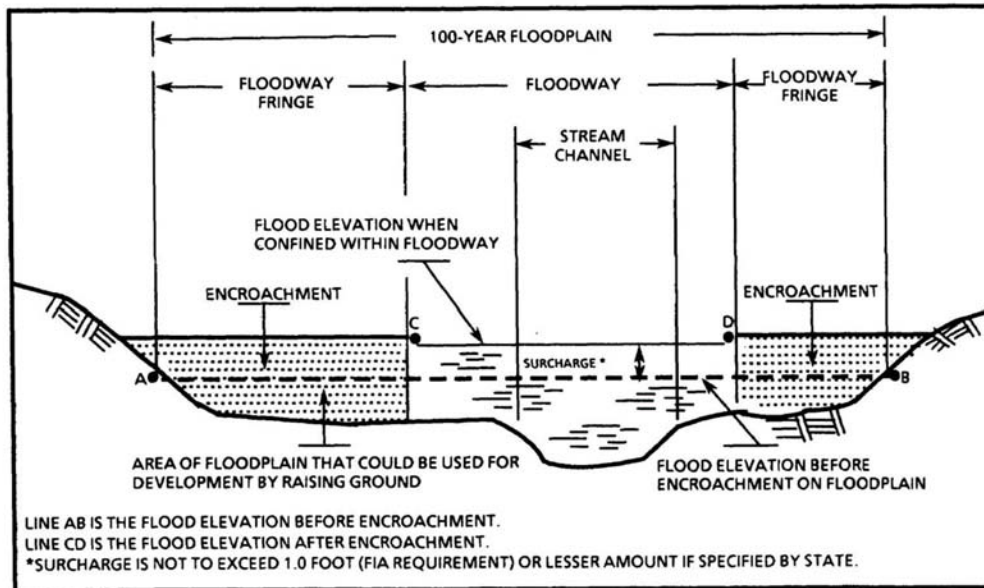 100-YEAR FLOODPLAIN
FLOODWAY
FRINGE
FLOODWAY
FLOODWAY
FRINGE
STREAM
CHANNEL
FLOOD ELEVATION WHEN
CONFINED WITHIN FLOODWAY
ENCROACHMENT
ENCROACHMENT
C
D
SURCHARGE *
A
B
AREA OF FLOODPLAIN THAT COULD BE USED FOR
DEVELOPMENT BY RAISING GROUND
FLOOD ELEVATION BEFORE
ENCROACHMENT ON FLOODPLAIN
LINE AB IS THE FLOOD ELEVATION BEFORE ENCROACHMENT.
LINE CD IS THE FLOOD ELEVATION AFTER ENCROACHMENT.
*SURCHARGE IS NOT TO EXCEED 1.0 FOOT (FIA REQUIREMENT) OR LESSER AMOUNT IF SPECIFIED BY STATE.